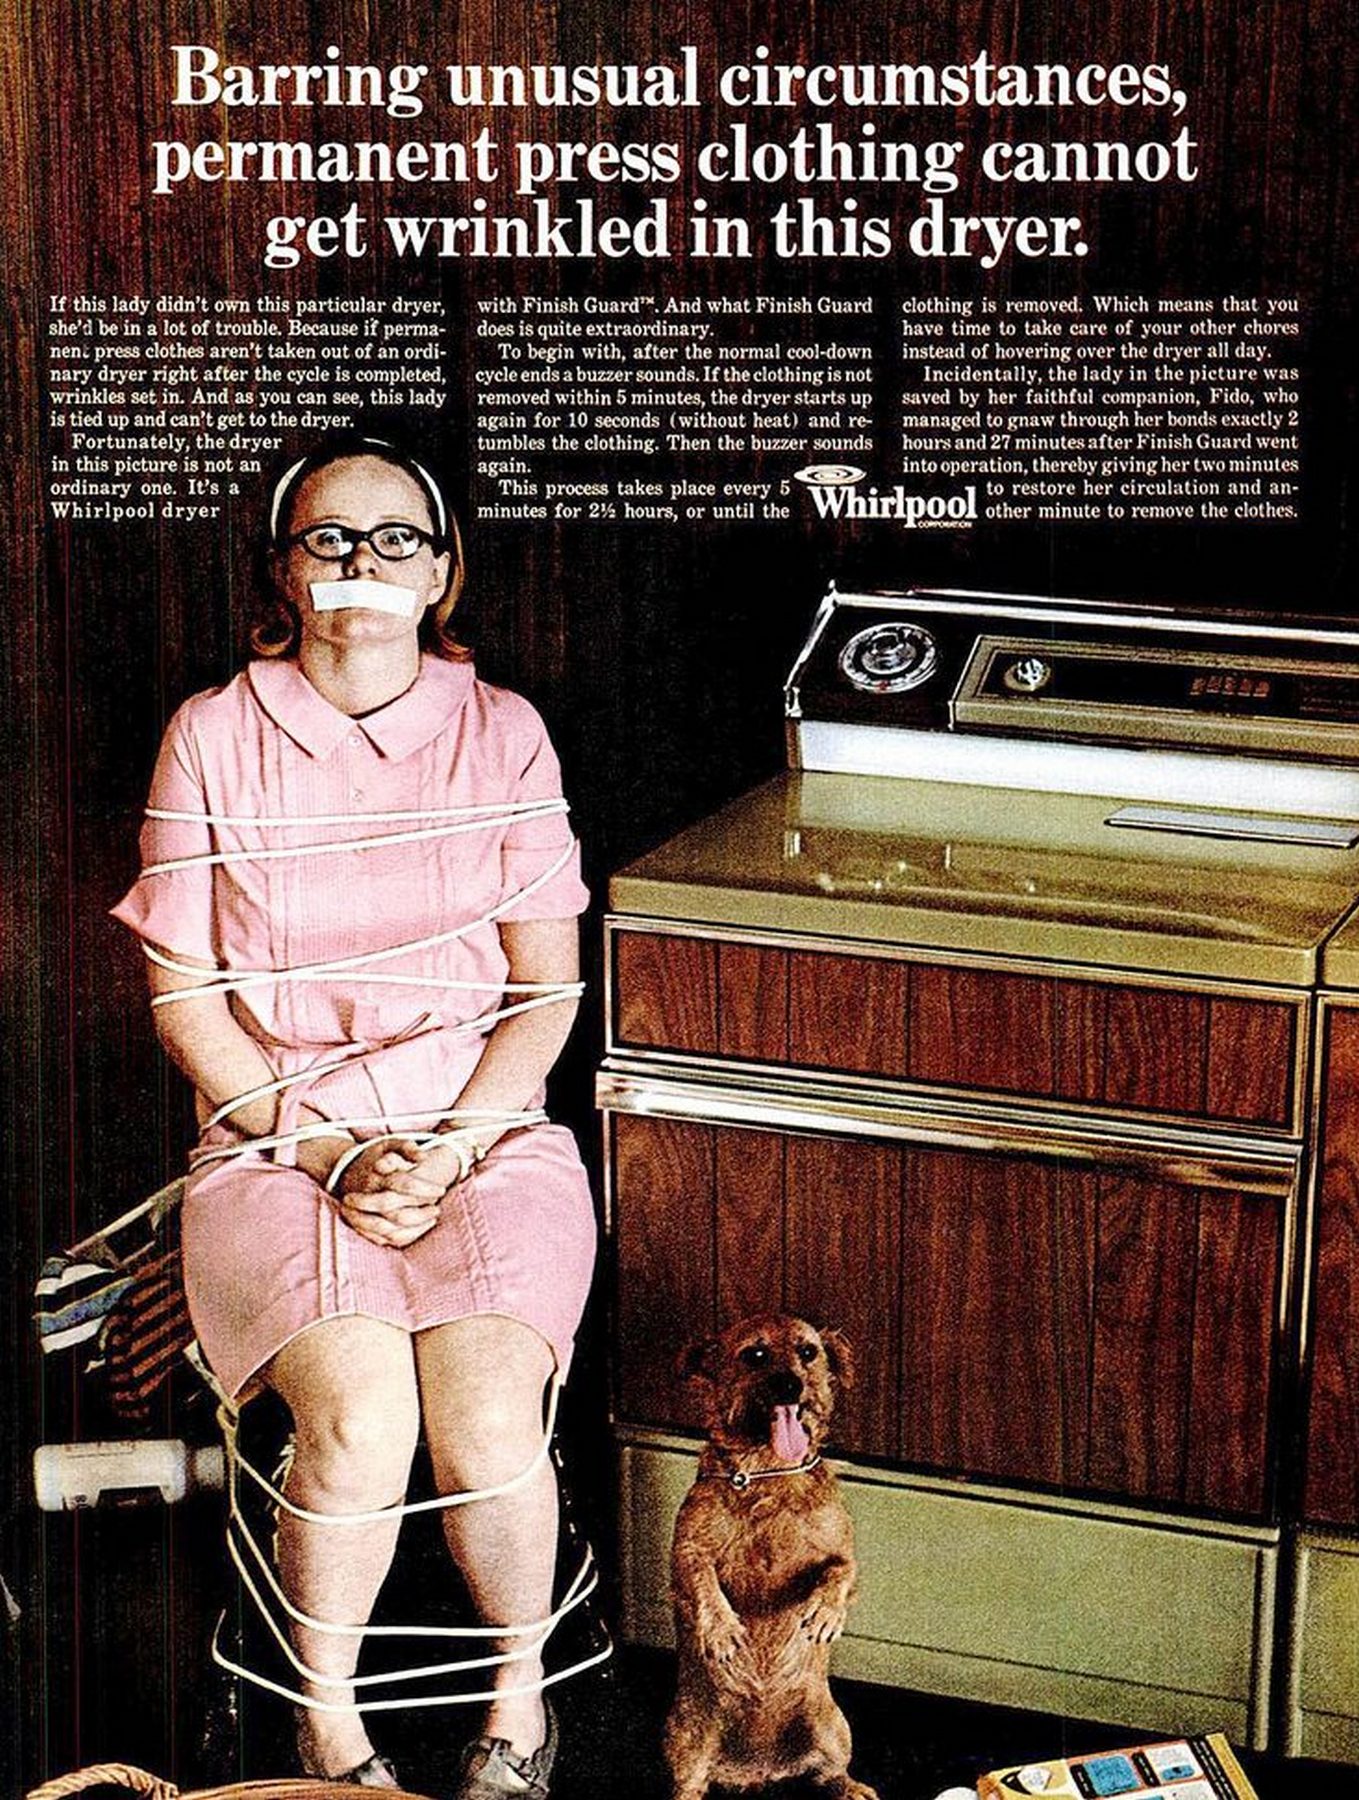 Barring unusual circumstances,
permanent press clothing cannot
get wrinkled in this dryer.
If this lady didn't own this particular dryer,
she'd be in a lot of trouble. Because if perma-
nent press clothes aren't taken out of an ordi-
nary dryer right after the cycle is completed,
wrinkles set in. And as you can see, this lady
is tied up and can't get to the dryer.
Fortunately, the dryer
in this picture is not an
ordinary one. It's a
Whirlpool dryer
with Finish Guard™. And what Finish Guard
does is quite extraordinary.
To begin with, after the normal cool-down
cycle ends a buzzer sounds. If the clothing is not
removed within 5 minutes, the dryer starts up
again for 10 seconds (without heat) and re-
tumbles the clothing. Then the buzzer sounds
again.
This process takes place every 5
minutes for 2½ hours, or until the
clothing is removed. Which means that you
have time to take care of your other chores
instead of hovering over the dryer all day.
Incidentally, the lady in the picture was
saved by her faithful companion, Fido, who
managed to gnaw through her bonds exactly 2
hours and 27 minutes after Finish Guard went
into operation, thereby giving her two minutes
to restore her circulation and an-
other minute to remove the clothes.
Whirlpool
CORPORATION